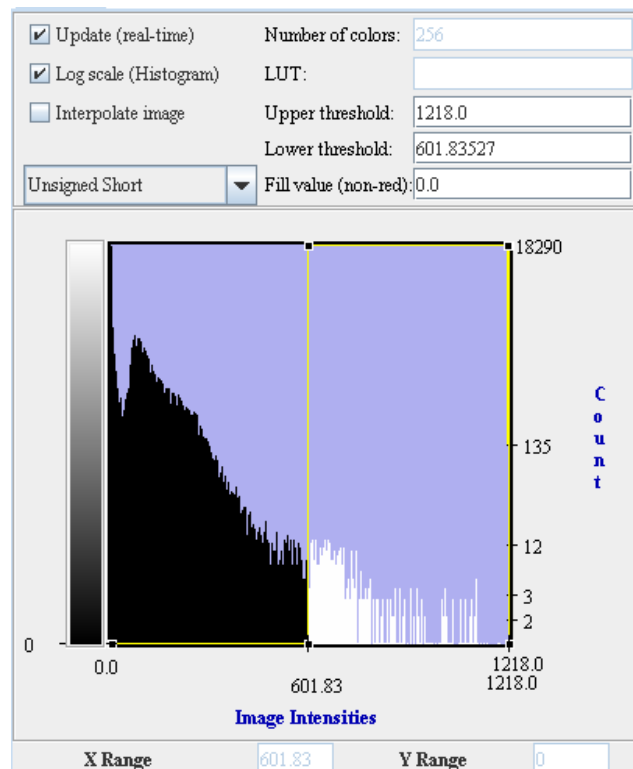 Update (real-time) Number of colors: 256
Log scale (Histogram) LUT:
Interpolate image Upper threshold: 1218.0
Lower threshold: 601.83527
Unsigned Short Fill value (non-red): 0.0
18290
Count
135
12
3
2
0
0.0 601.83 1218.0
1218.0
Image Intensities
X Range 601.83 Y Range 0